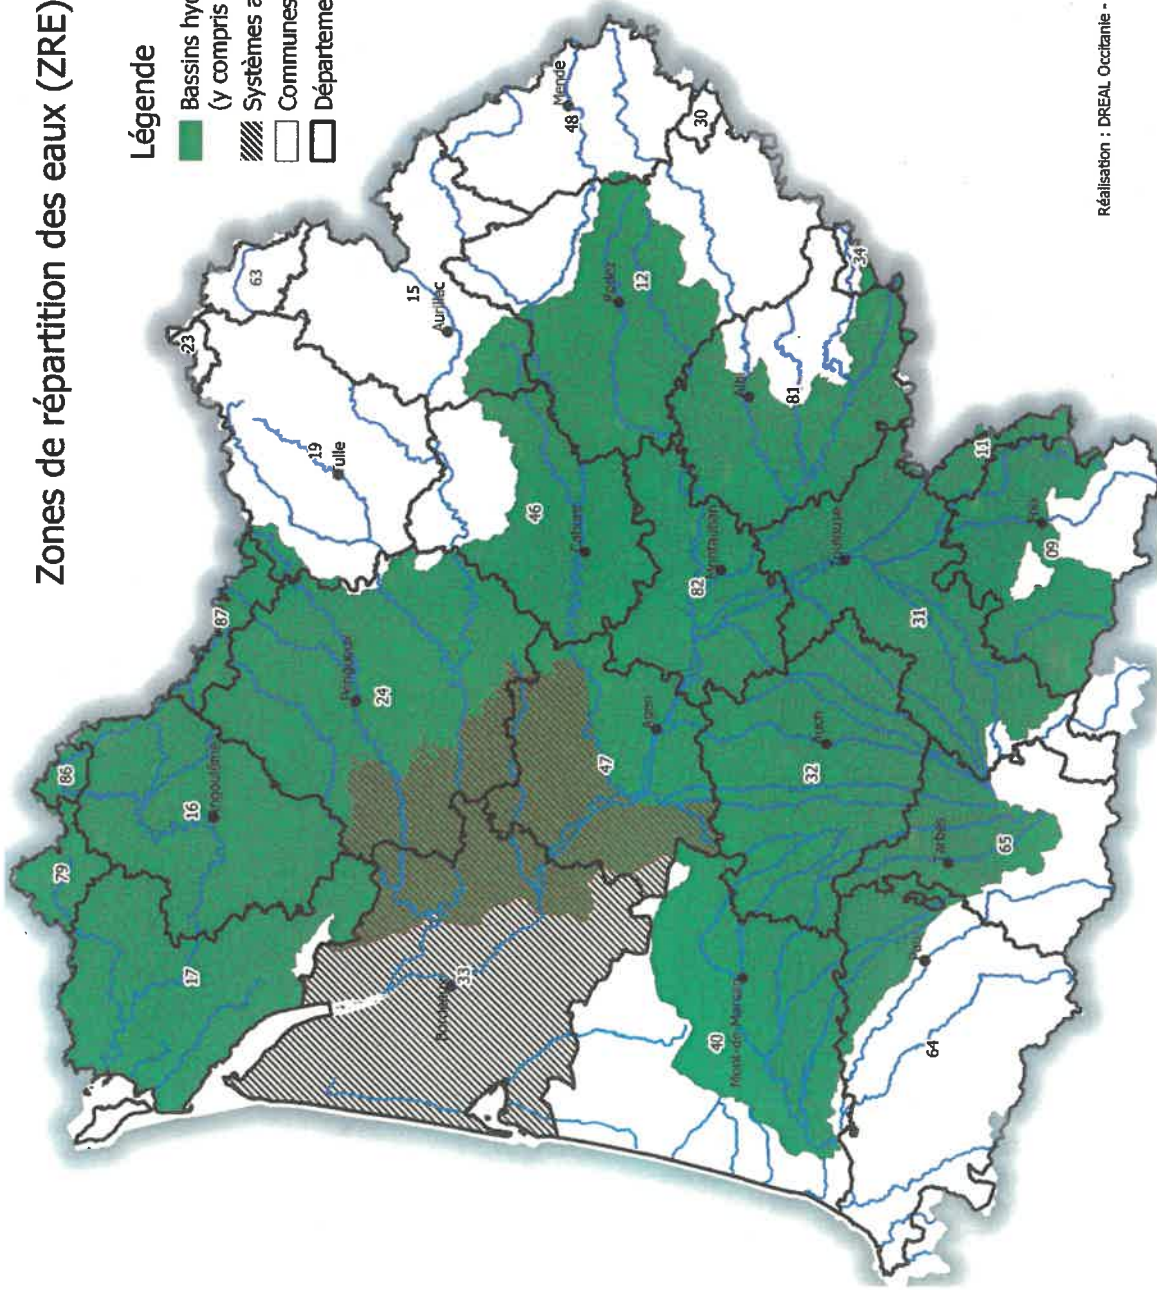 Zones de répartition des eaux (ZRE)
Légende
Bassins hyd
(y compris
Systèmes a
Communes
Départeme
23
63
15
Aurillac
19
Tulle
Mende
48
30
Rodez
12
34
Albi
81
46
Cahors
87
86
79
16
Angoulême
17
24
Périgueux
47
Agen
82
Montauban
Toulouse
31
11
Foix
09
32
Auch
Tarbes
65
33
Bordeaux
40
Mont-de-Marsan
64
Réalisation : DREAL Occitanie -